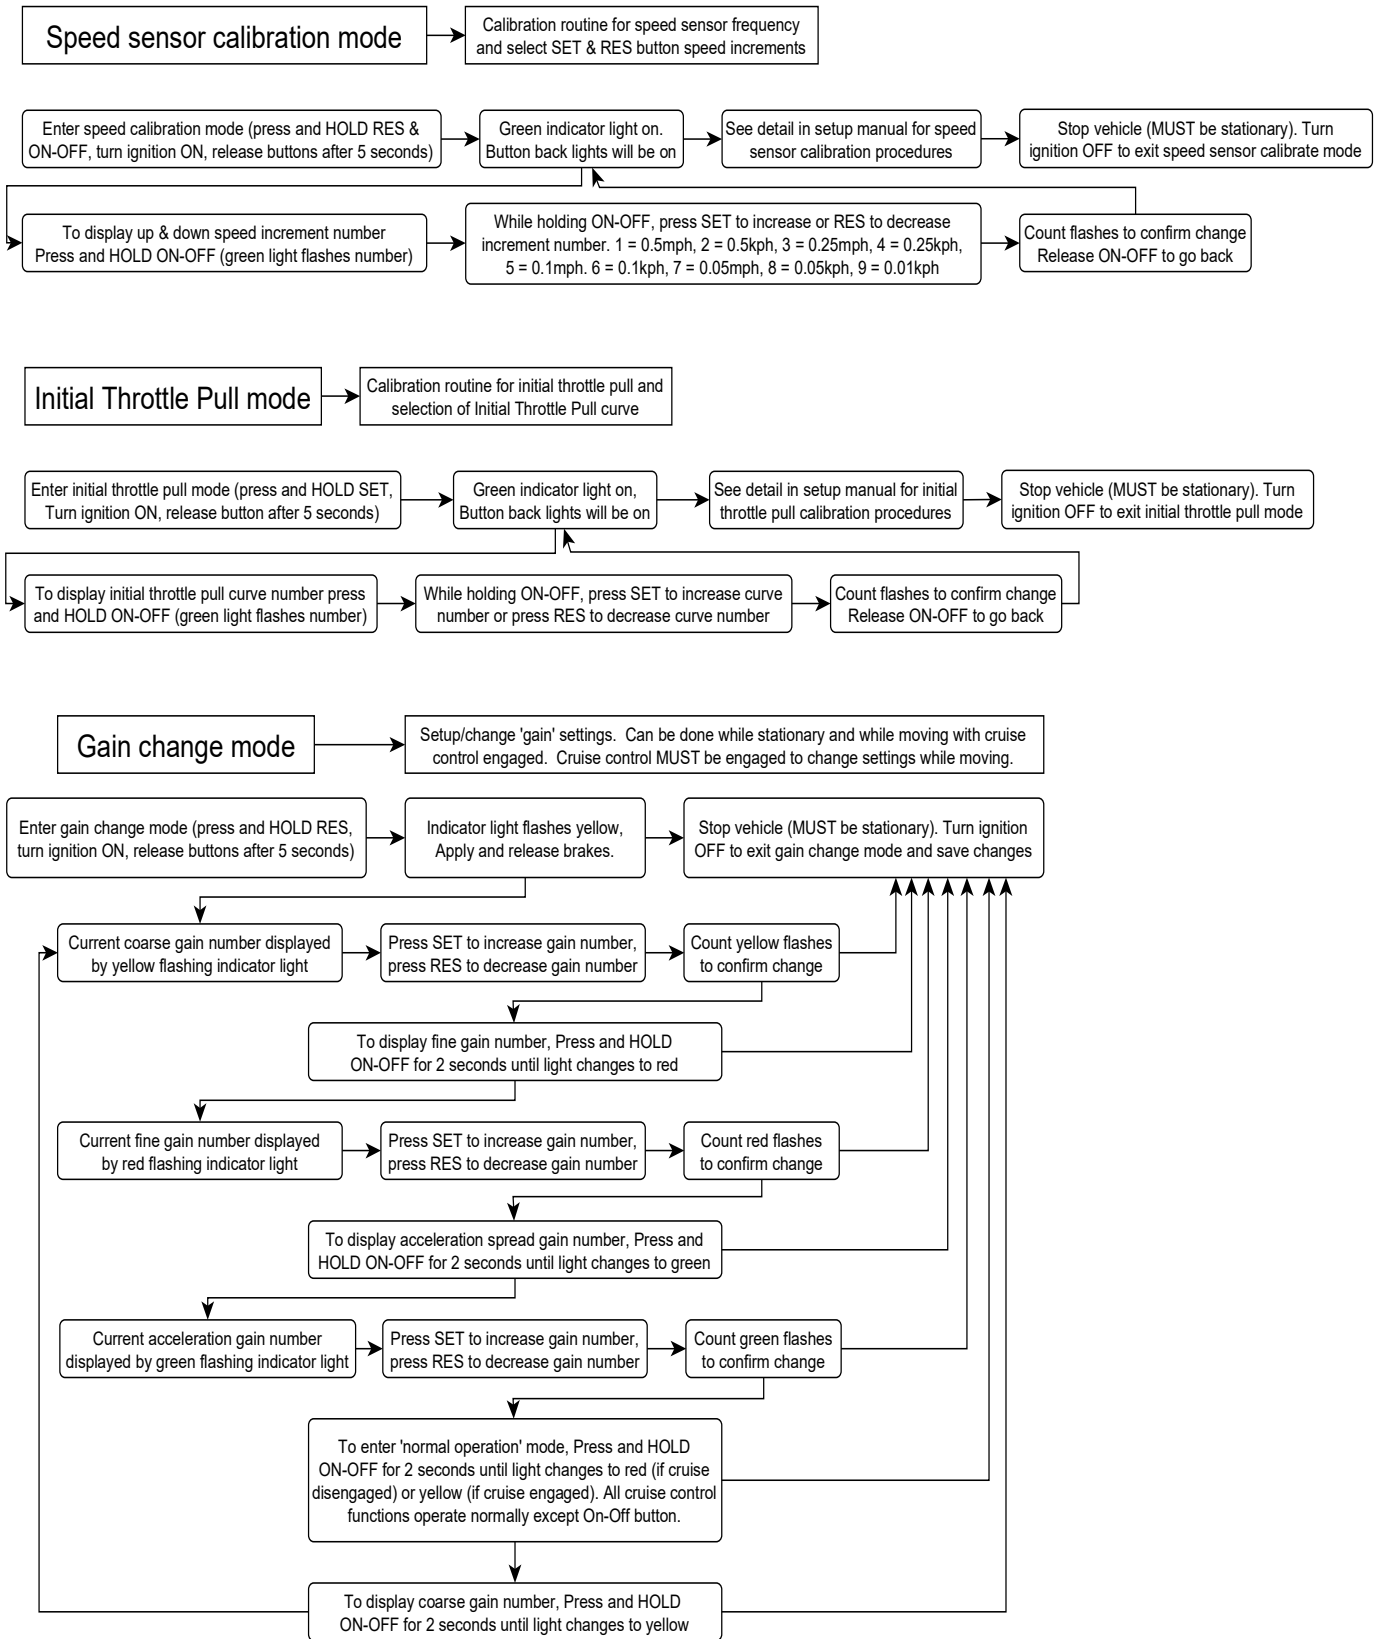 Speed sensor calibration mode
Calibration routine for speed sensor frequency
and select SET & RES button speed increments
Enter speed calibration mode (press and HOLD RES &
ON-OFF, turn ignition ON, release buttons after 5 seconds)
Green indicator light on.
Button back lights will be on
See detail in setup manual for speed
sensor calibration procedures
Stop vehicle (MUST be stationary). Turn
ignition OFF to exit speed sensor calibrate mode
To display up & down speed increment number
Press and HOLD ON-OFF (green light flashes number)
While holding ON-OFF, press SET to increase or RES to decrease
increment number. 1 = 0.5mph, 2 = 0.5kph, 3 = 0.25mph, 4 = 0.25kph,
5 = 0.1mph. 6 = 0.1kph, 7 = 0.05mph, 8 = 0.05kph, 9 = 0.01kph
Count flashes to confirm change
Release ON-OFF to go back
Initial Throttle Pull mode
Calibration routine for initial throttle pull and
selection of Initial Throttle Pull curve
Enter initial throttle pull mode (press and HOLD SET,
Turn ignition ON, release button after 5 seconds)
Green indicator light on,
Button back lights will be on
See detail in setup manual for initial
throttle pull calibration procedures
Stop vehicle (MUST be stationary). Turn
ignition OFF to exit initial throttle pull mode
To display initial throttle pull curve number press
and HOLD ON-OFF (green light flashes number)
While holding ON-OFF, press SET to increase curve
number or press RES to decrease curve number
Count flashes to confirm change
Release ON-OFF to go back
Gain change mode
Setup/change 'gain' settings. Can be done while stationary and while moving with cruise
control engaged. Cruise control MUST be engaged to change settings while moving.
Enter gain change mode (press and HOLD RES,
turn ignition ON, release buttons after 5 seconds)
Indicator light flashes yellow,
Apply and release brakes.
Stop vehicle (MUST be stationary). Turn ignition
OFF to exit gain change mode and save changes
Current coarse gain number displayed
by yellow flashing indicator light
Press SET to increase gain number,
press RES to decrease gain number
Count yellow flashes
to confirm change
To display fine gain number, Press and HOLD
ON-OFF for 2 seconds until light changes to red
Current fine gain number displayed
by red flashing indicator light
Press SET to increase gain number,
press RES to decrease gain number
Count red flashes
to confirm change
To display acceleration spread gain number, Press and
HOLD ON-OFF for 2 seconds until light changes to green
Current acceleration gain number
displayed by green flashing indicator light
Press SET to increase gain number,
press RES to decrease gain number
Count green flashes
to confirm change
To enter 'normal operation' mode, Press and HOLD
ON-OFF for 2 seconds until light changes to red (if cruise
disengaged) or yellow (if cruise engaged). All cruise control
functions operate normally except On-Off button.
To display coarse gain number, Press and HOLD
ON-OFF for 2 seconds until light changes to yellow